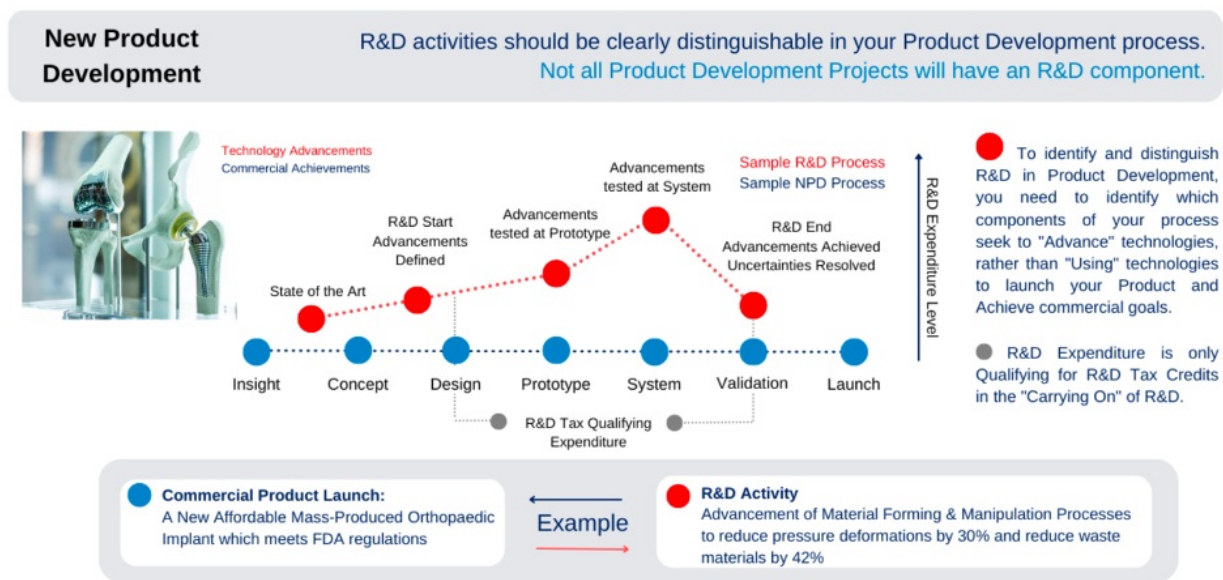 New Product
Development
R&D activities should be clearly distinguishable in your Product Development process.
Not all Product Development Projects will have an R&D component.
Technology Advancements
Commercial Achievements
Sample R&D Process
Sample NPD Process
State of the Art
R&D Start
Advancements
Defined
Advancements
tested at Prototype
Advancements
tested at System
R&D End
Advancements Achieved
Uncertainties Resolved
R&D Expenditure Level
Insight
Concept
Design
Prototype
System
Validation
Launch
R&D Tax Qualifying
Expenditure
To identify and distinguish
R&D in Product Development,
you need to identify which
components of your process
seek to "Advance" technologies,
rather than "Using" technologies
to launch your Product and
Achieve commercial goals.
R&D Expenditure is only
Qualifying for R&D Tax Credits
in the "Carrying On" of R&D.
Commercial Product Launch:
A New Affordable Mass-Produced Orthopaedic
Implant which meets FDA regulations
Example
R&D Activity
Advancement of Material Forming & Manipulation Processes
to reduce pressure deformations by 30% and reduce waste
materials by 42%